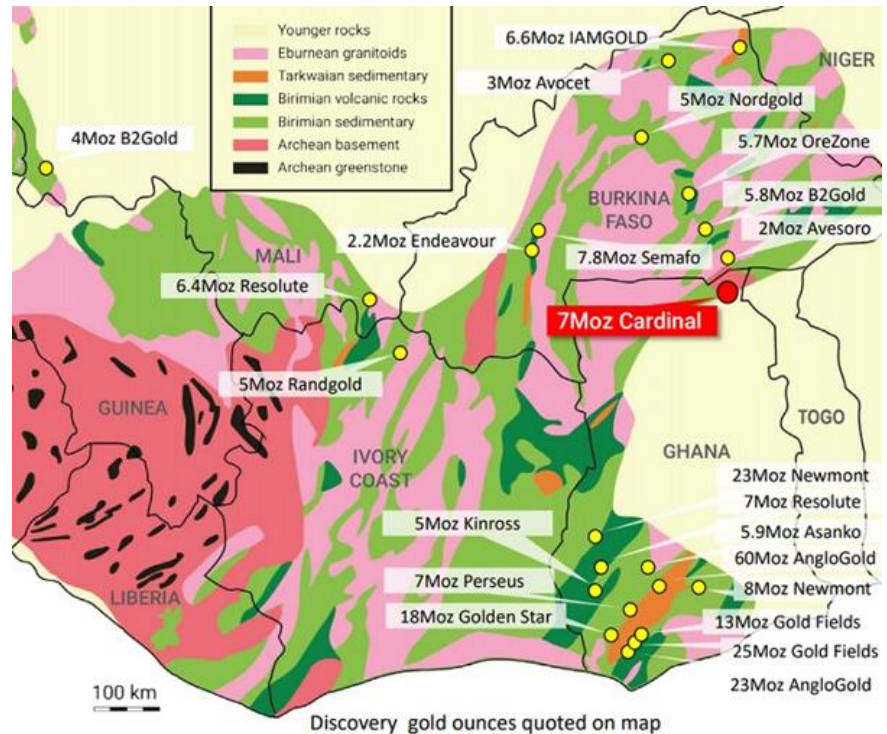 Younger rocks
Eburnean granitoids
Tarkwaian sedimentary
Birimian volcanic rocks
Birimian sedimentary
Archean basement
Archean greenstone
6.6Moz IAMGOLD
NIGER
3Moz Avocet
5Moz Nordgold
4Moz B2Gold
5.7Moz OreZone
BURKINA
FASO
5.8Moz B2Gold
2Moz Avesoro
2.2Moz Endeavour
MALI
7.8Moz Semafo
6.4Moz Resolute
7Moz Cardinal
5Moz Randgold
GUINEA
TOGO
IVORY
COAST
GHANA
23Moz Newmont
7Moz Resolute
5Moz Kinross
5.9Moz Asanko
60Moz AngloGold
7Moz Perseus
8Moz Newmont
LIBERIA
18Moz Golden Star
13Moz Gold Fields
25Moz Gold Fields
23Moz AngloGold
100 km
Discovery gold ounces quoted on map